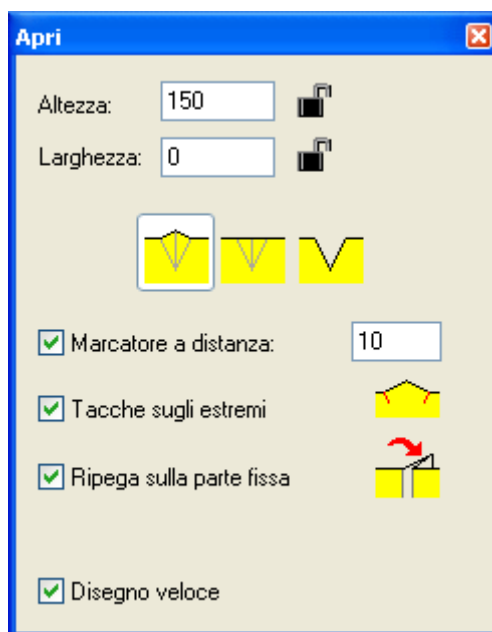 Apri
Altezza: 150
Larghezza: 0
Marcatore a distanza: 10
Tacche sugli estremi
Ripega sulla parte fissa
Disegno veloce